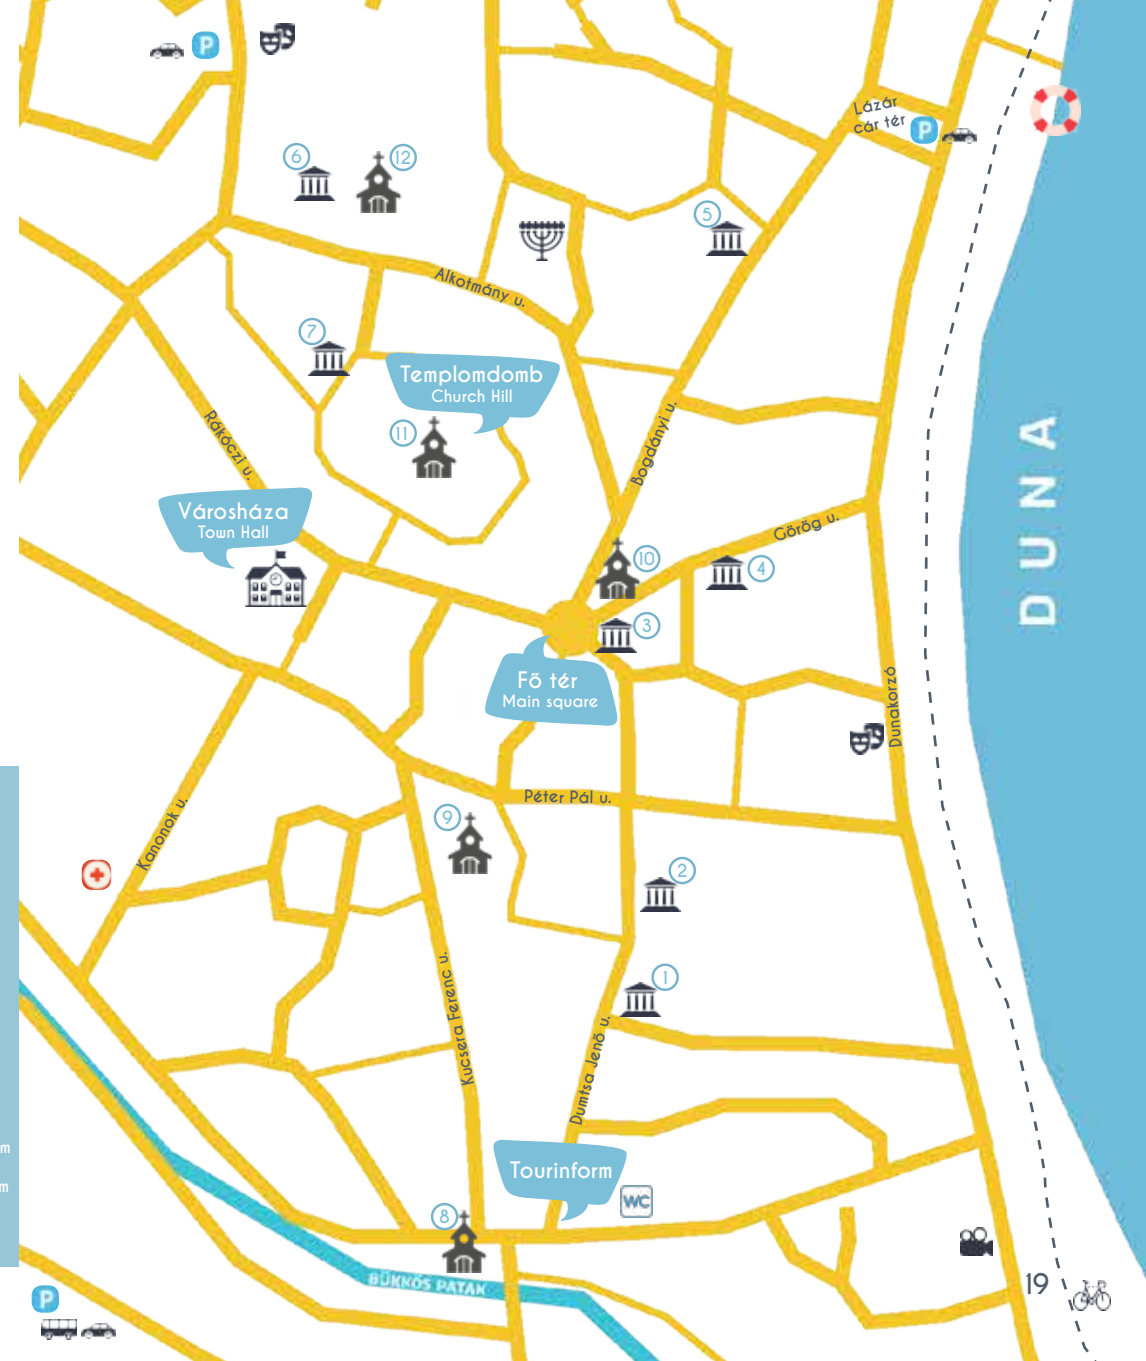 P
Lázár
cár tér
P
6
12
5
Alkotmány u.
7
Templomdomb
Church Hill
11
Rákóczi u.
Bogdányi u.
DUNA
Városháza
Town Hall
Görög u.
10
4
3
Fő tér
Main square
Dunakorzó
Péter Pál u.
Kanonok u.
9
2
1
Kucsera Ferenc u.
Dumtsa Jenő u.
m
m
Tourinform
WC
8
BÜKKÖS PATAK
19
P